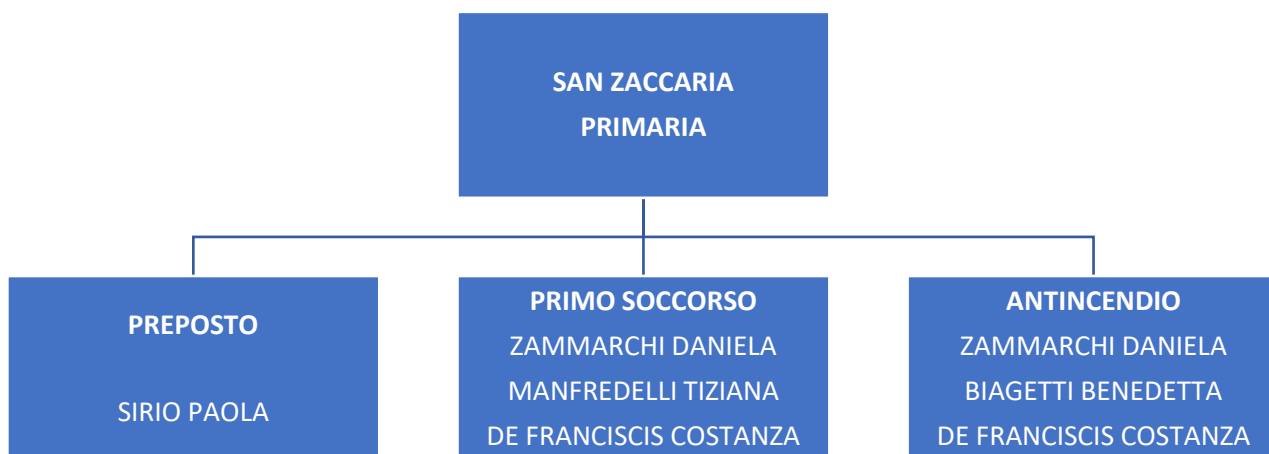 SAN ZACCARIA
PRIMARIA
PREPOSTO
SIRIO PAOLA
PRIMO SOCCORSO
ZAMMARCHI DANIELA
MANFREDELLI TIZIANA
DE FRANCISCIS COSTANZA
ANTINCENDIO
ZAMMARCHI DANIELA
BIAGETTI BENEDETTA
DE FRANCISCIS COSTANZA